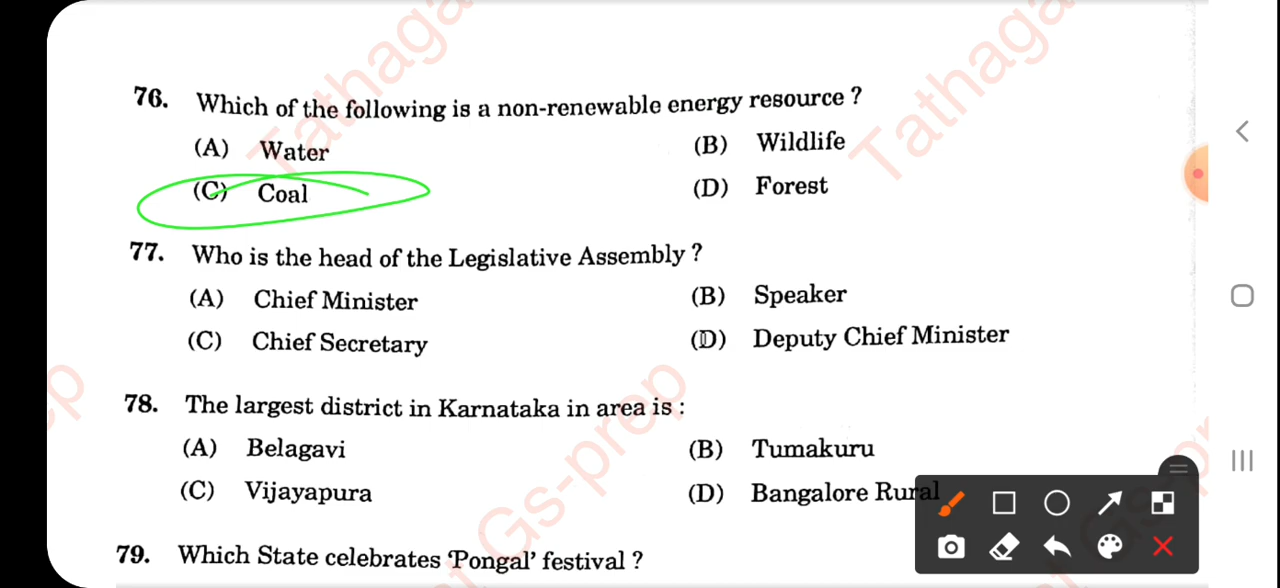 76. Which of the following is a non-renewable energy resource ?
(A) Water (B) Wildlife
(C) Coal (D) Forest
77. Who is the head of the Legislative Assembly ?
(A) Chief Minister (B) Speaker
(C) Chief Secretary (D) Deputy Chief Minister
78. The largest district in Karnataka in area is :
(A) Belagavi (B) Tumakuru
(C) Vijayapura (D) Bangalore Rural
79. Which State celebrates 'Pongal' festival ?
Tathaga
Tathaga
ep
Gs-prep